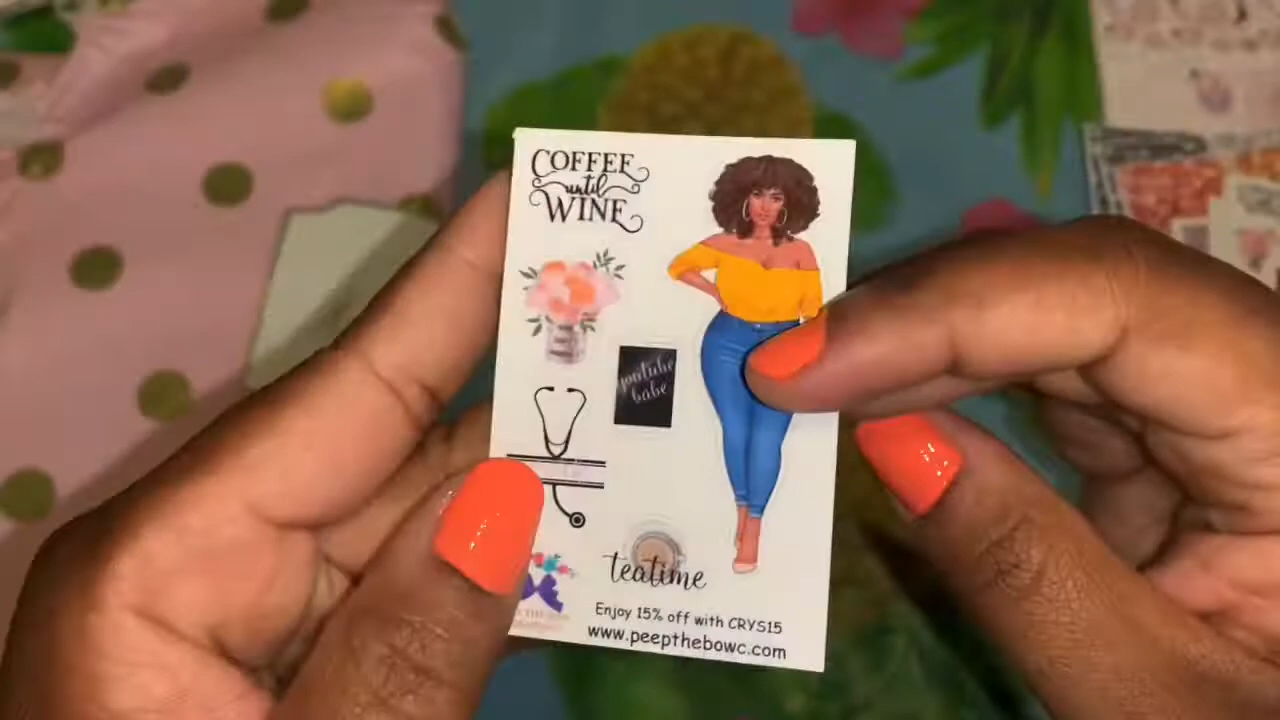 COFFEE
until
WINE
youtube
babe
teatime
Enjoy 15% off with CRYS15
www.peepthebowc.com